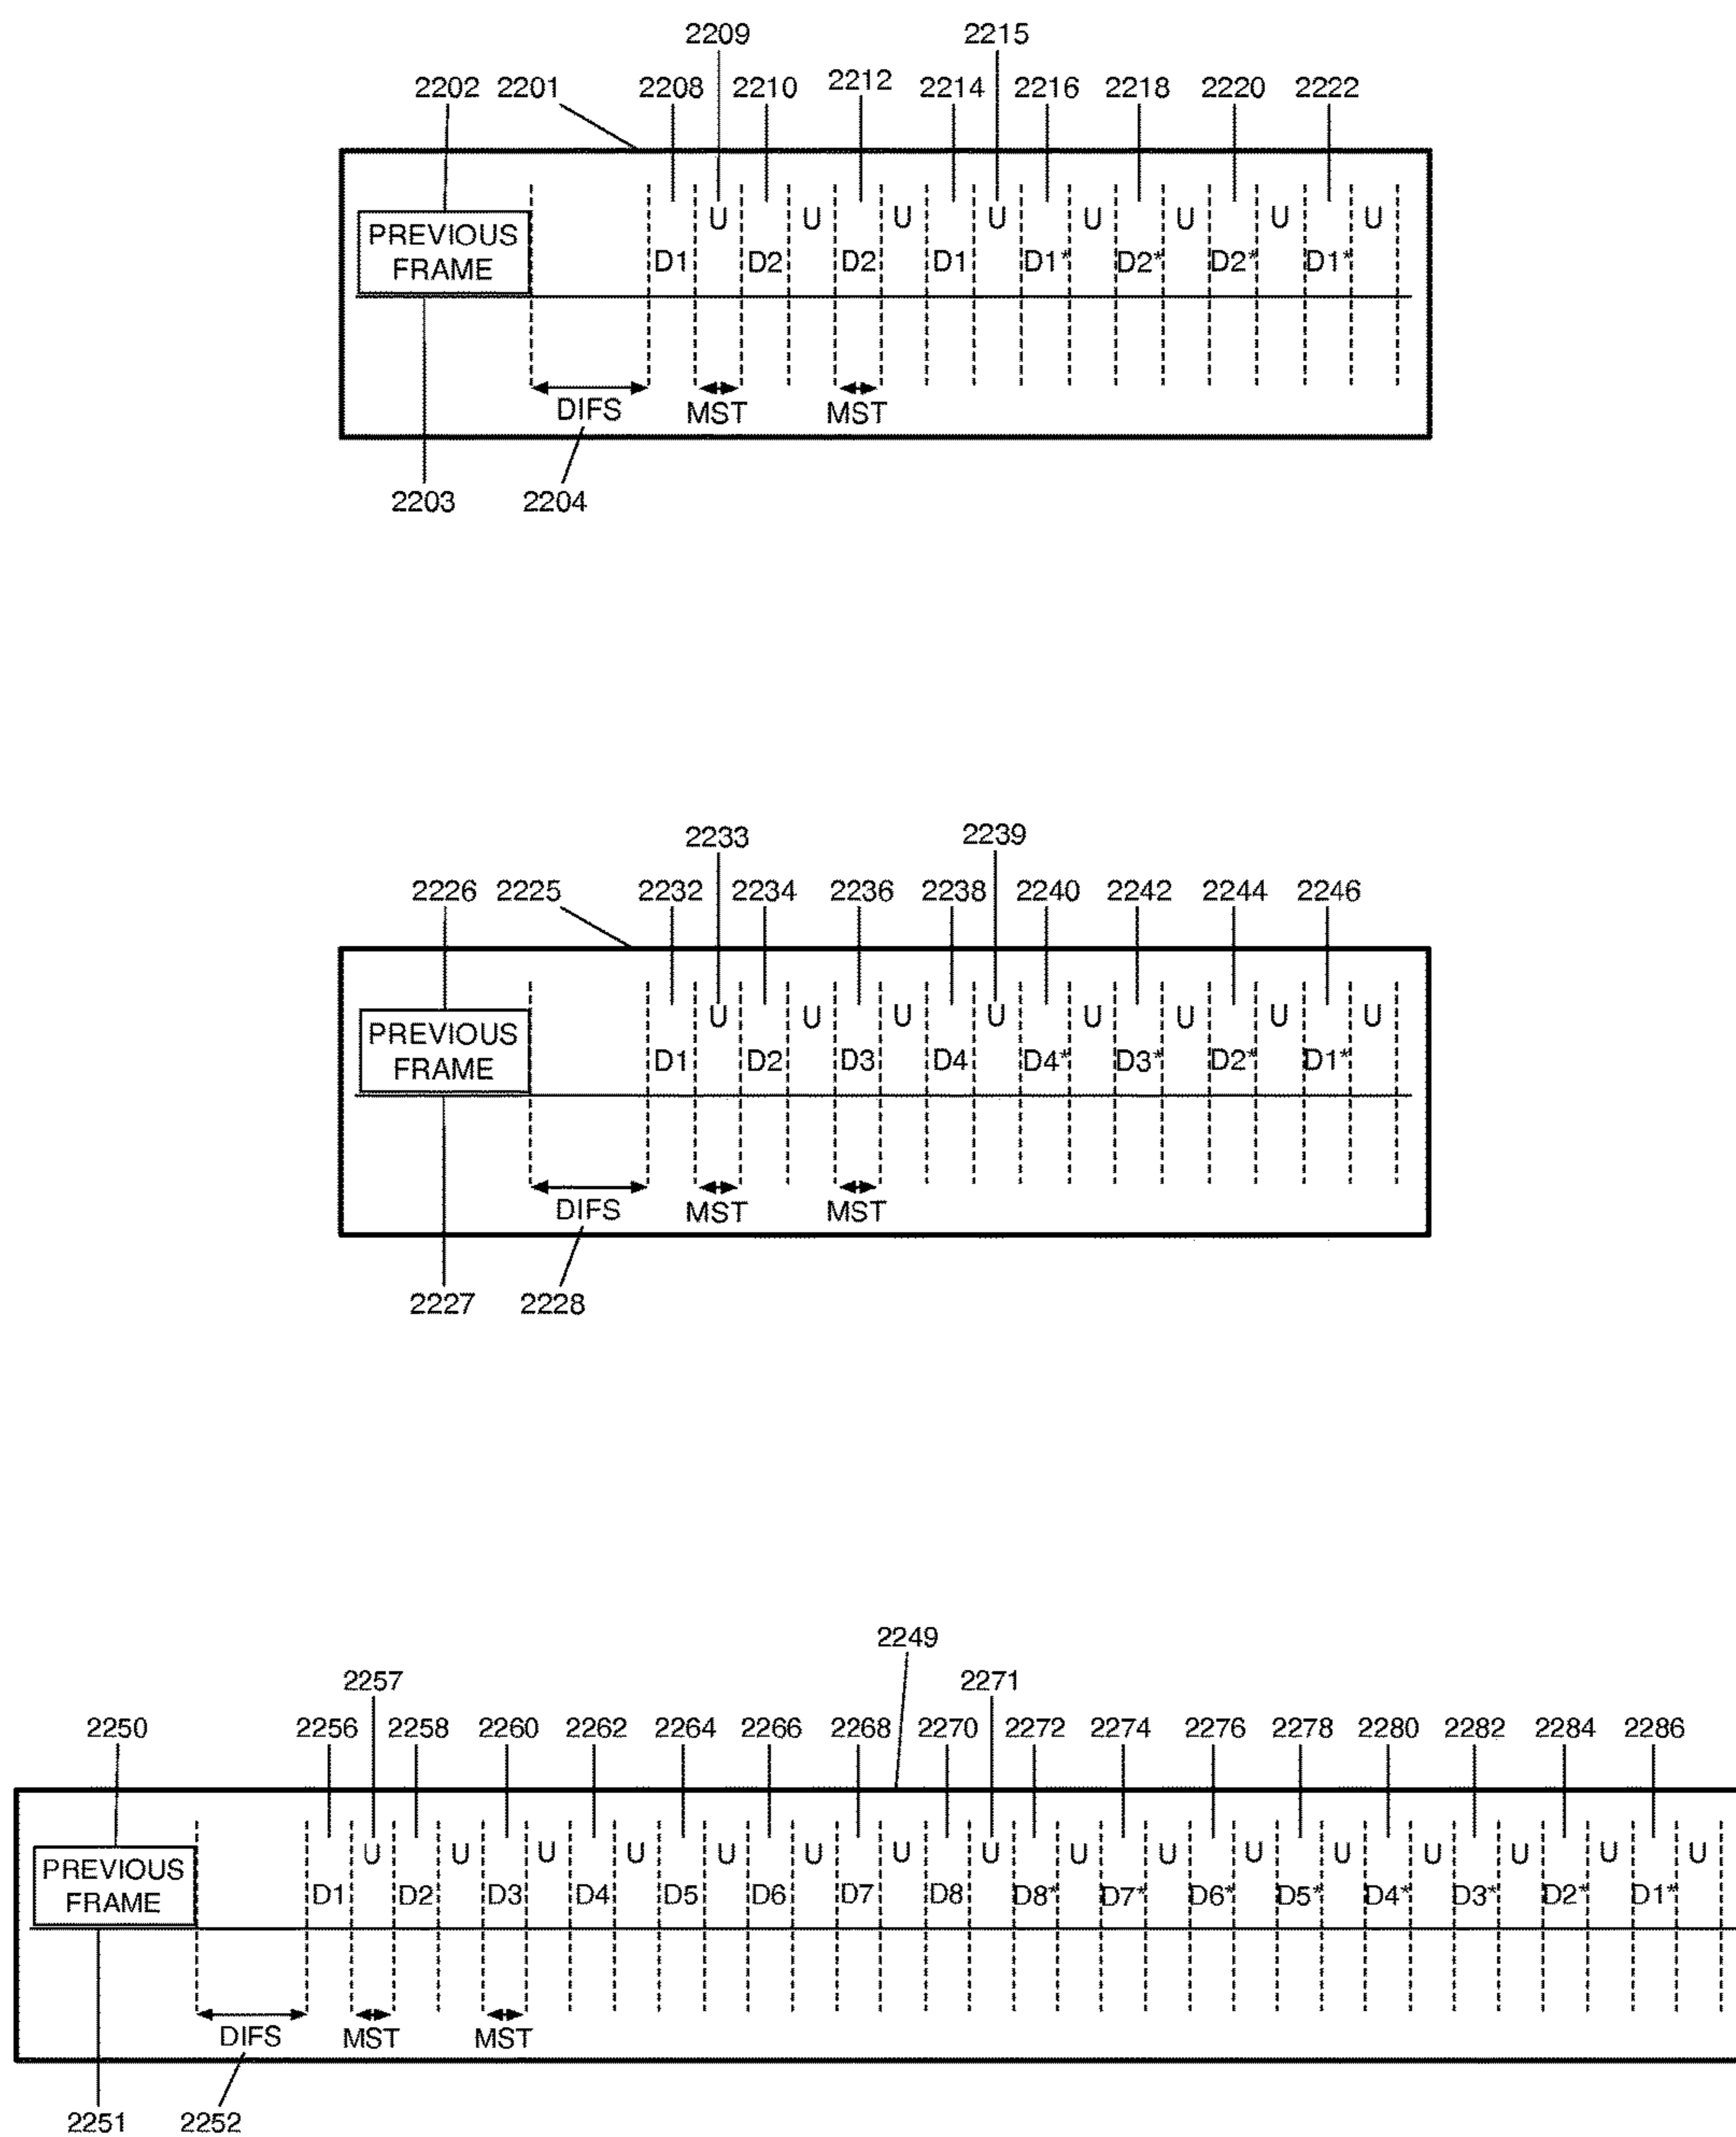 2209 2215
2202 2201 2208 2210 2212 2214 2216 2218 2220 2222
U U U U U U U U
PREVIOUS
FRAME
D1 D2 D2 D1 D1* D2* D2* D1*
DIFS MST MST
2203 2204
2233 2239
2226 2225 2232 2234 2236 2238 2240 2242 2244 2246
U U U U U U U U
PREVIOUS
FRAME
D1 D2 D3 D4 D4* D3* D2* D1*
DIFS MST MST
2227 2228
2249
2257 2271
2250 2256 2258 2260 2262 2264 2266 2268 2270 2272 2274 2276 2278 2280 2282 2284 2286
U U U U U U U U U U U U U U U U
PREVIOUS
FRAME
D1 D2 D3 D4 D5 D6 D7 D8 D8* D7* D6* D5* D4* D3* D2* D1*
DIFS MST MST
2251 2252